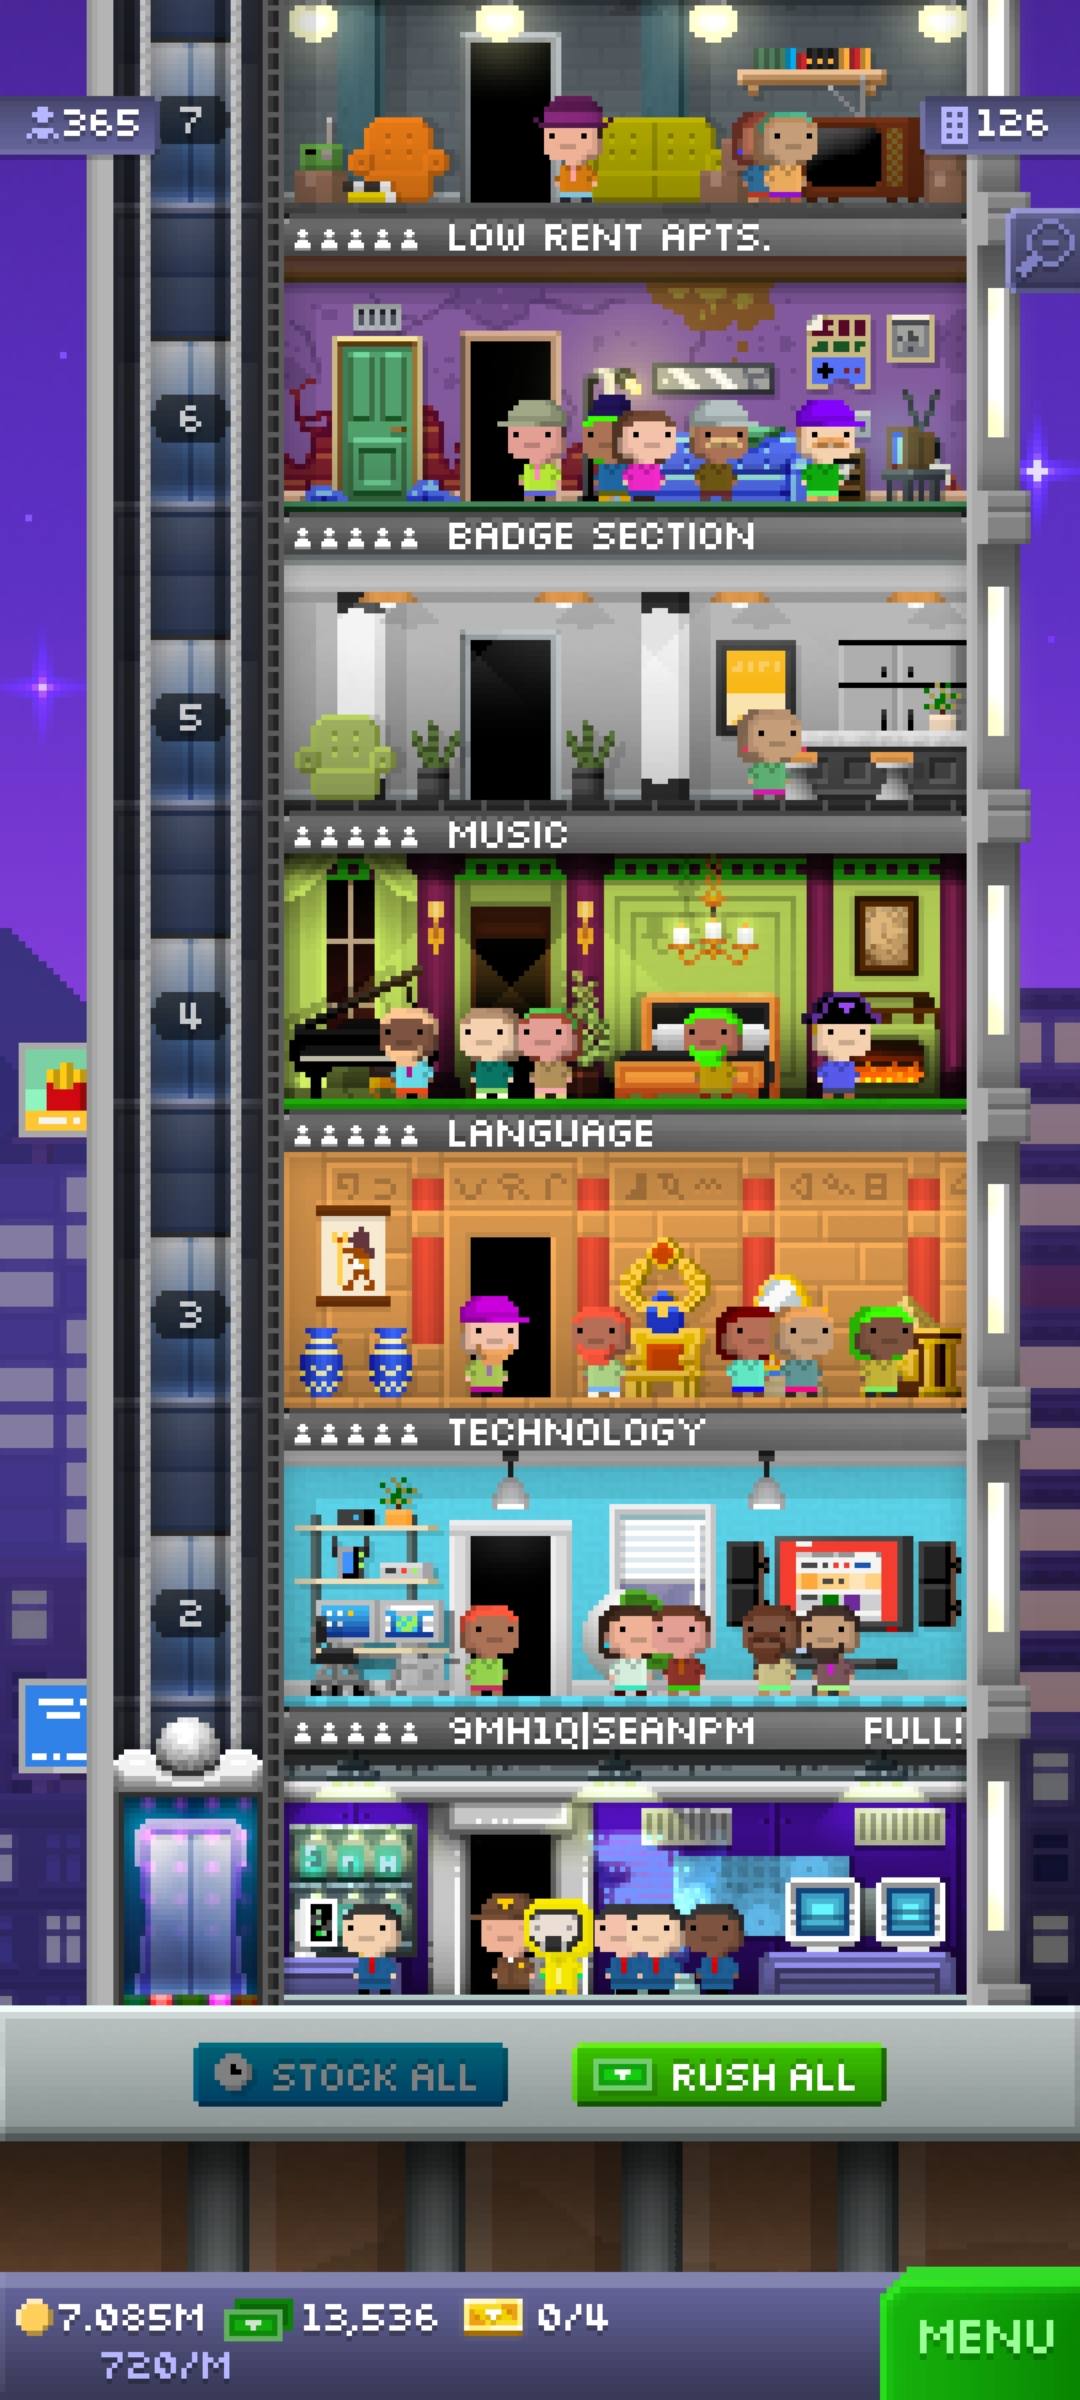 7
365
126
LOW RENT APTS.
6
BADGE SECTION
5
MUSIC
4
LANGUAGE
3
TECHNOLOGY
2
9MH1Q|SEANPM FULL!
STOCK ALL
RUSH ALL
7.085M 13,536 0/4
720/M
MENU